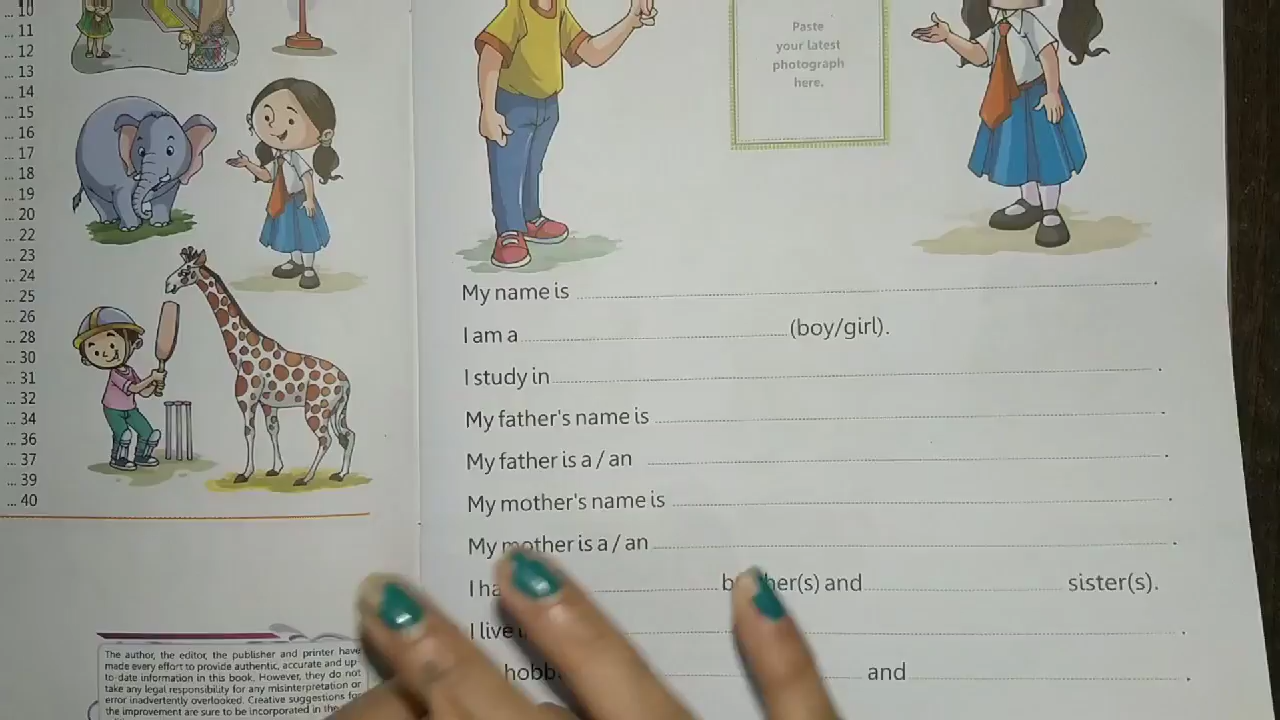 ... 10
... 11
... 12
... 13
... 14
... 15
... 16
... 17
... 18
... 19
... 20
... 22
... 23
... 24
... 25
... 26
... 28
... 30
... 31
... 32
... 34
... 36
... 37
... 39
... 40
The author, the editor, the publisher and printer have
made every effort to provide authentic, accurate and up-
to-date information in this book. However, they do not
take any legal responsibility for any misinterpretation or
error inadvertently overlooked. Creative suggestions for
the improvement are sure to be incorporated in the
Paste
your latest
photograph
here.
My name is .
I am a (boy/girl).
I study in .
My father's name is .
My father is a / an .
My mother's name is .
My mother is a / an .
I and sister(s).
I live .
and .